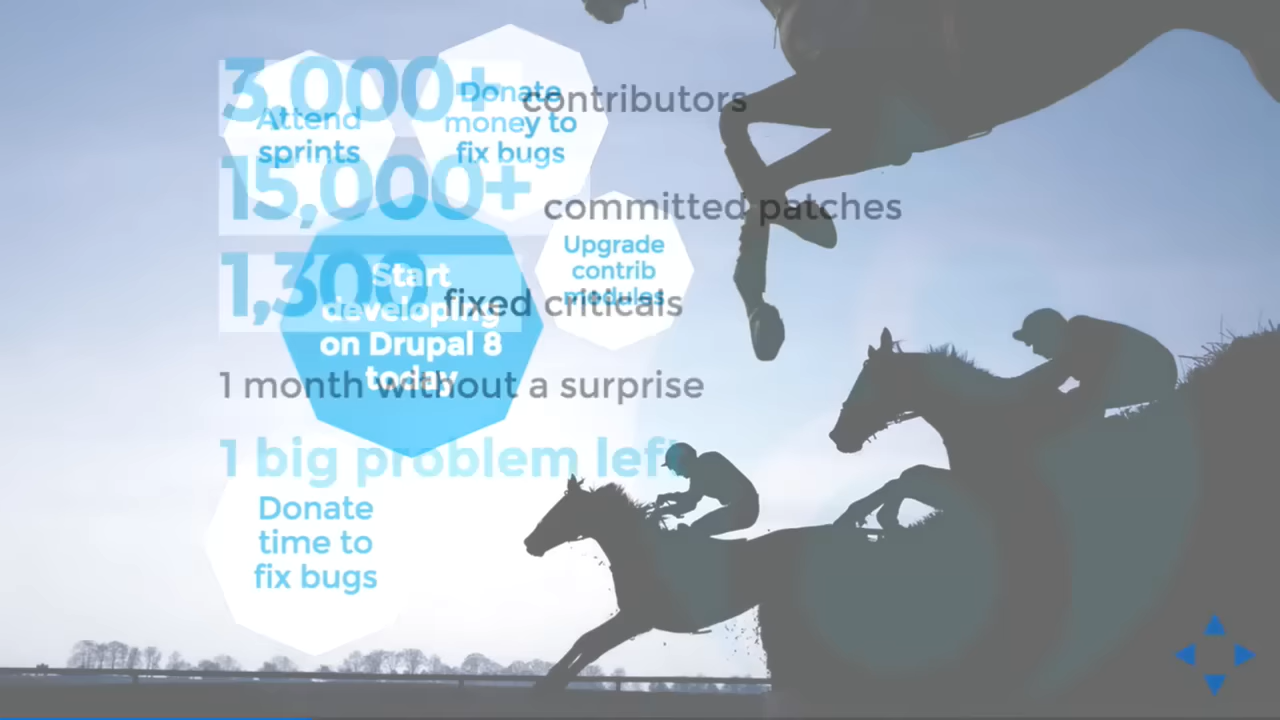 3,000+ contributors
Attend
sprints
Donate
money to
fix bugs
15,000+ committed patches
Upgrade
contrib
modules
1,300 fixed criticals
Start
developing
on Drupal 8
today
1 month without a surprise
1 big problem left
Donate
time to
fix bugs